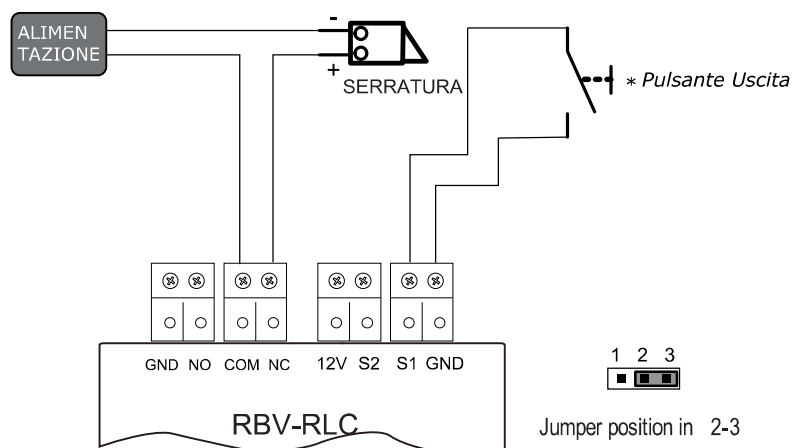 ALIMEN
TAZIONE
-
+
SERRATURA
* Pulsante Uscita
GND NO COM NC 12V S2 S1 GND
RBV-RLC
1 2 3
Jumper position in 2-3